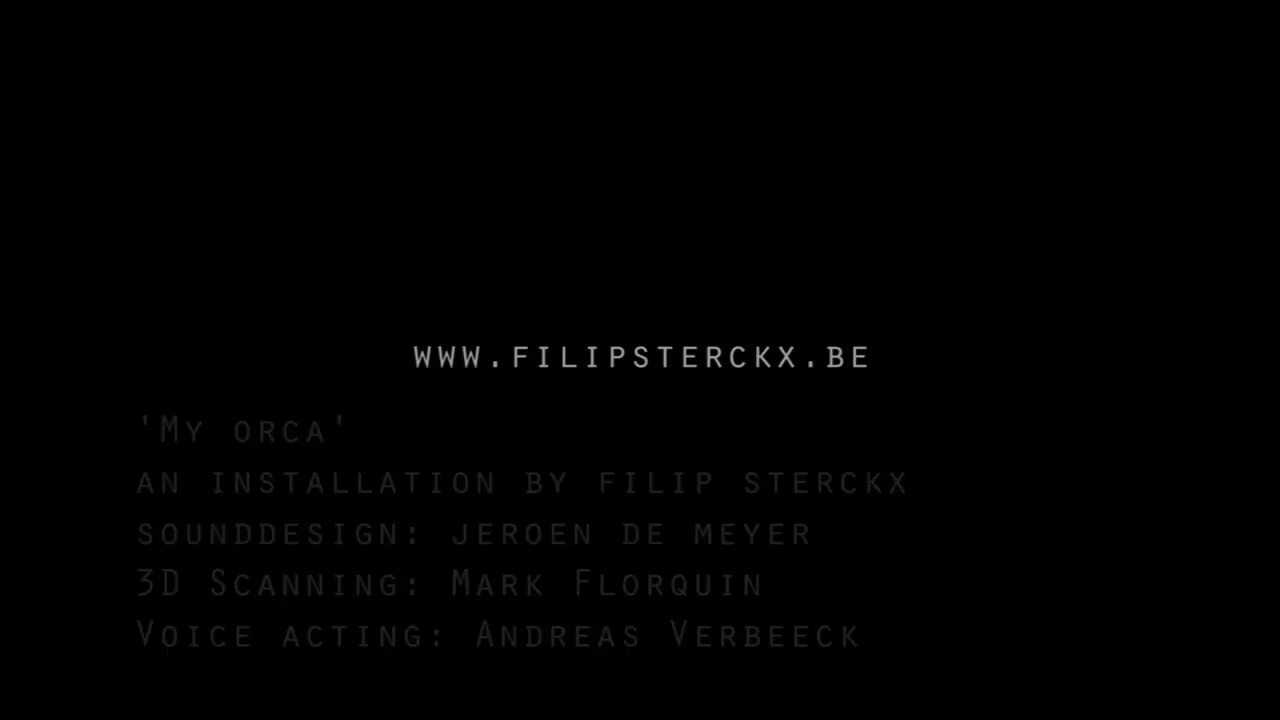 WWW.FILIPSTERCKX.BE
'My orca'
an installation by filip sterckx
sounddesign: jeroen de meyer
3D Scanning: Mark Florquin
Voice acting: Andreas Verbeeck